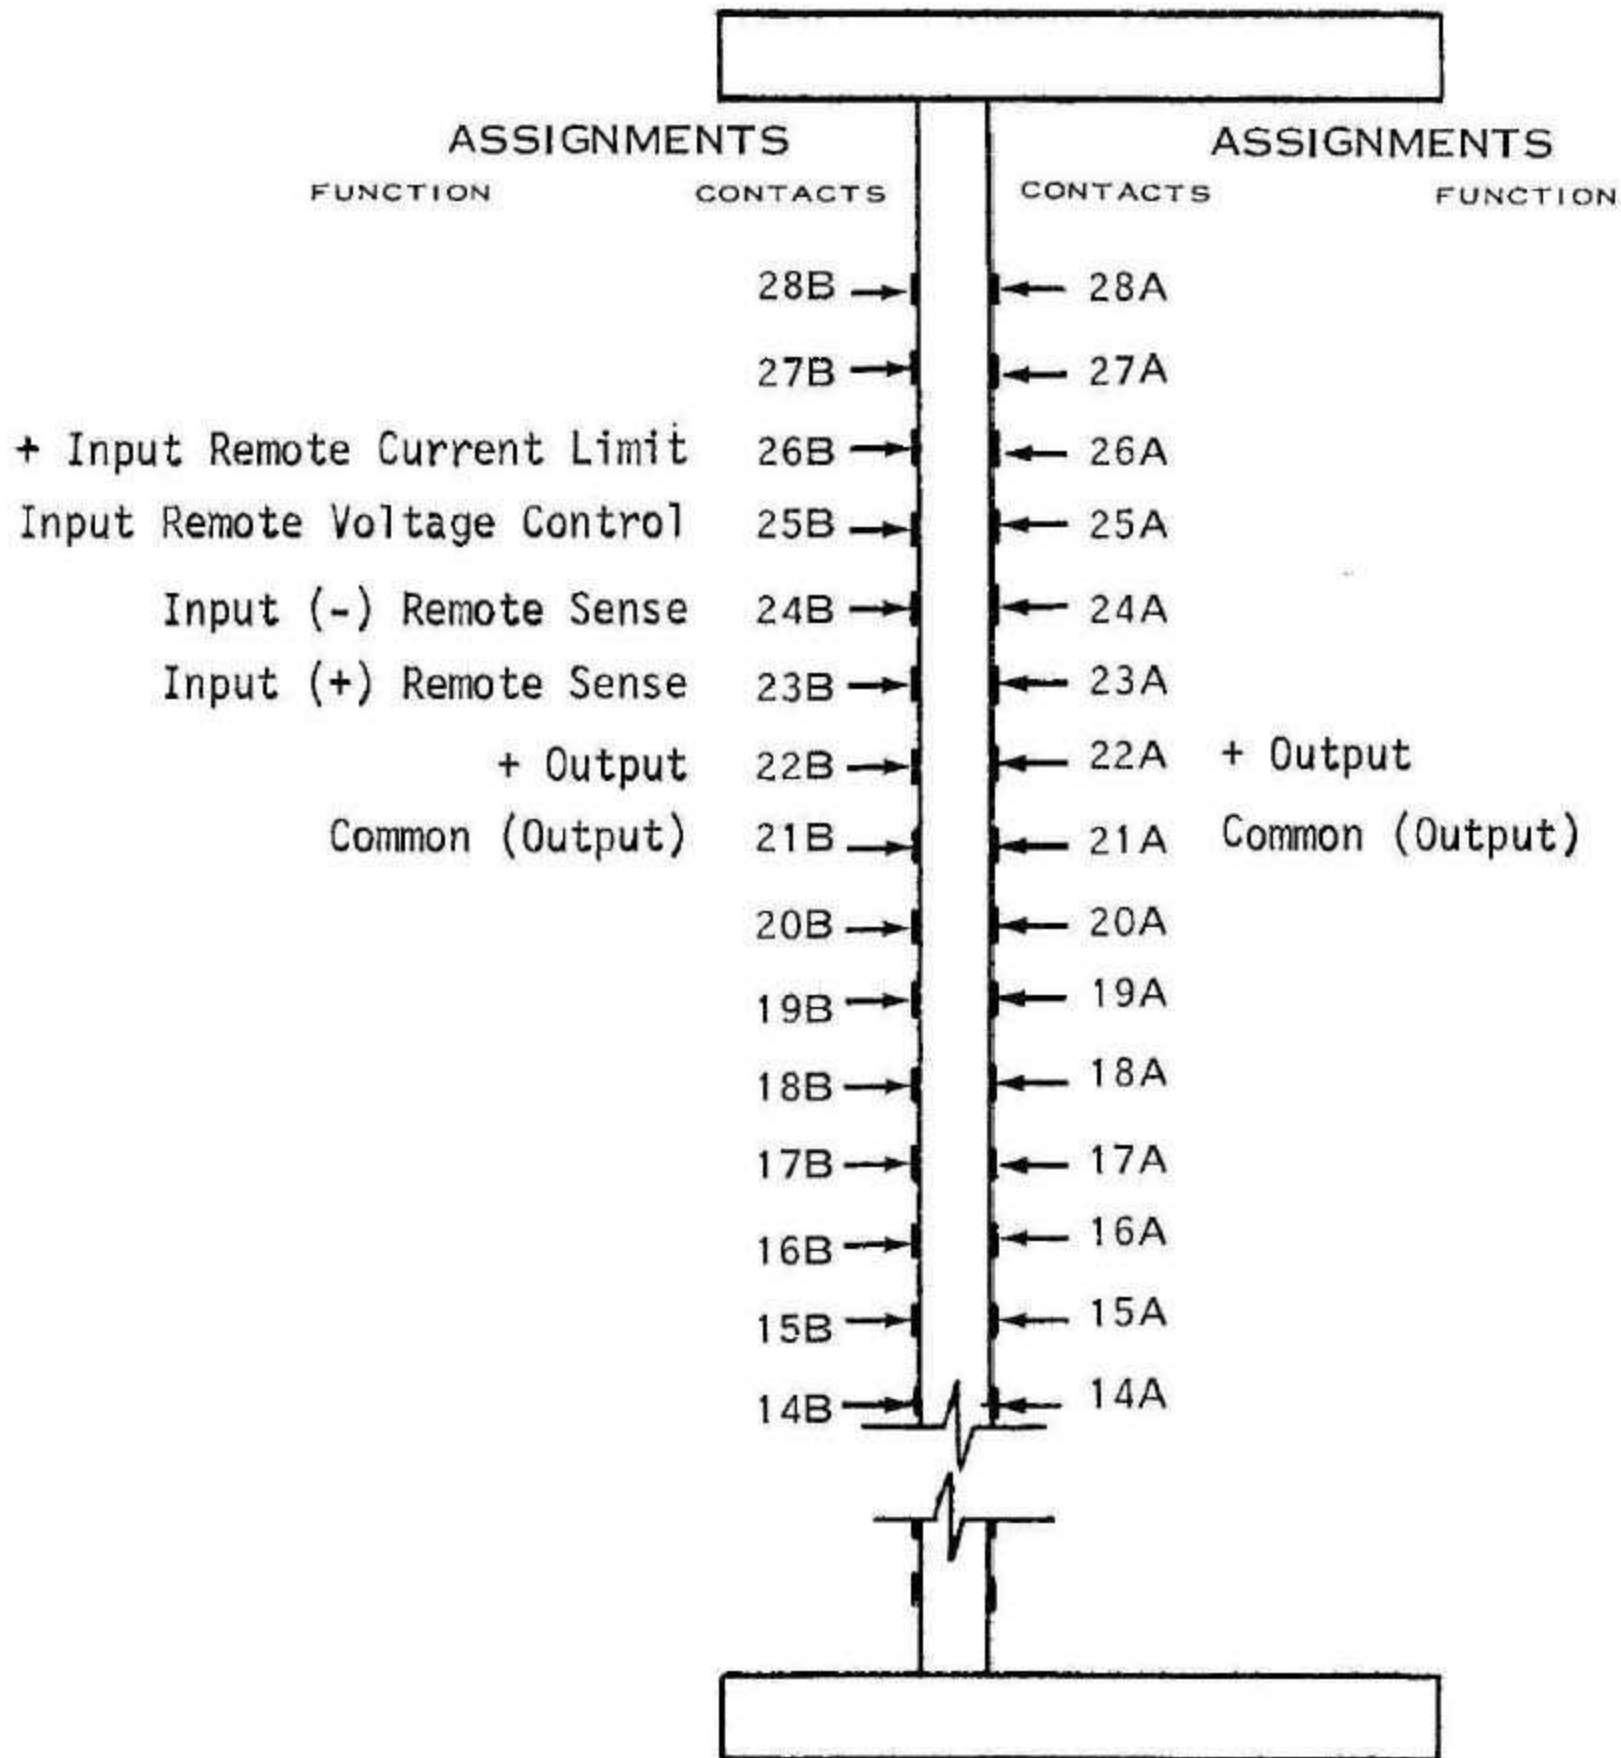 ASSIGNMENTS ASSIGNMENTS
FUNCTION CONTACTS CONTACTS FUNCTION
28B 28A
27B 27A
+ Input Remote Current Limit 26B 26A
Input Remote Voltage Control 25B 25A
Input (-) Remote Sense 24B 24A
Input (+) Remote Sense 23B 23A
+ Output 22B 22A + Output
Common (Output) 21B 21A Common (Output)
20B 20A
19B 19A
18B 18A
17B 17A
16B 16A
15B 15A
14B 14A